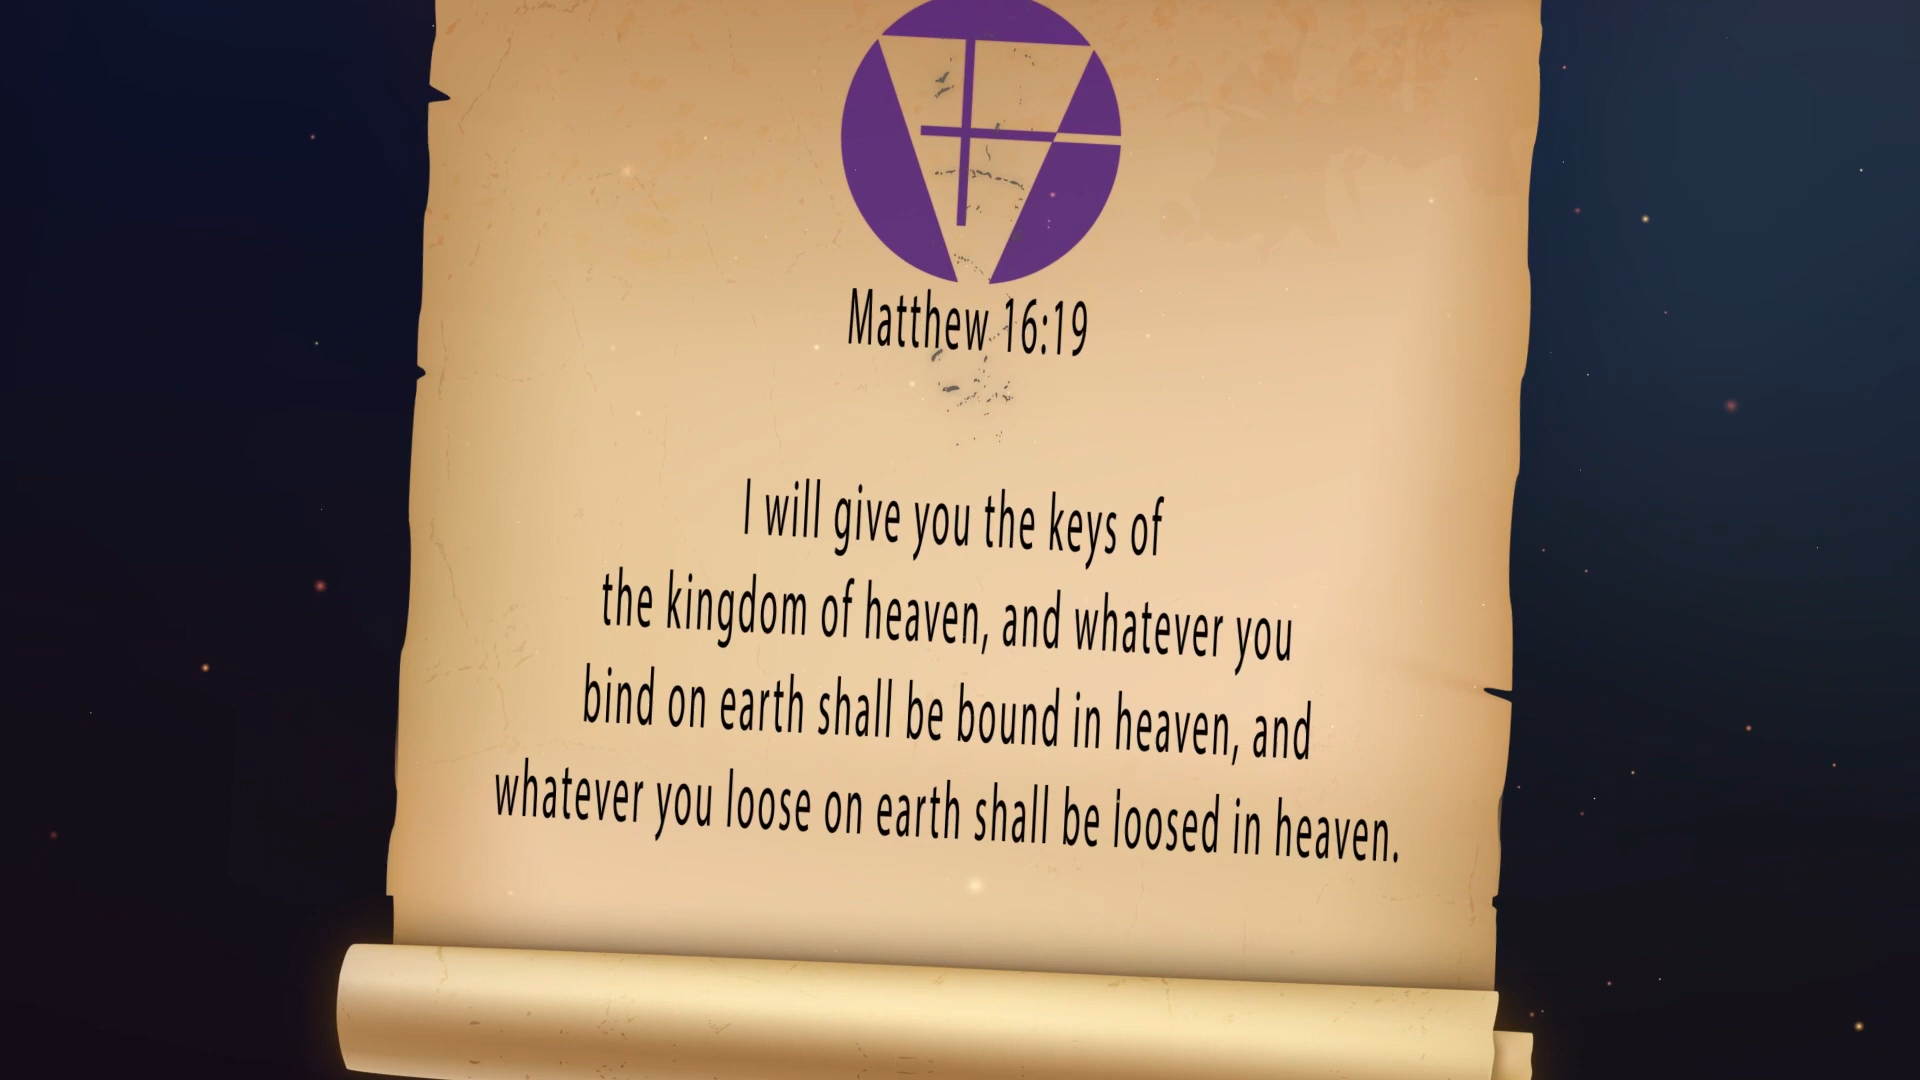 Matthew 16:19
I will give you the keys of
the kingdom of heaven, and whatever you
bind on earth shall be bound in heaven, and
whatever you loose on earth shall be loosed in heaven.